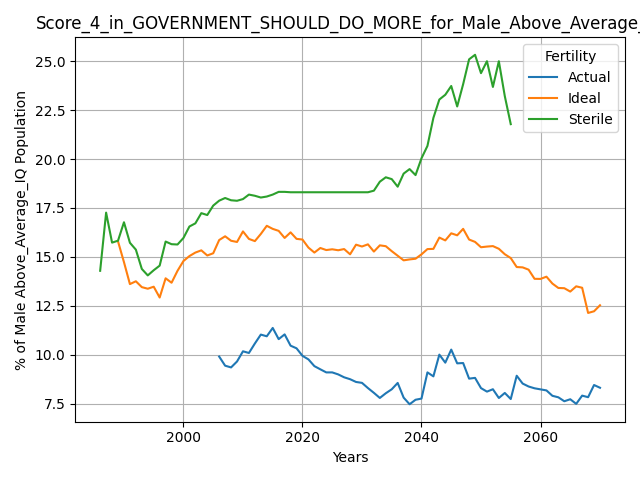 Score_4_in_GOVERNMENT_SHOULD_DO_MORE_for_Male_Above_Average_
% of Male Above_Average_IQ Population
25.0
22.5
20.0
17.5
15.0
12.5
10.0
7.5
Fertility
Actual
Ideal
Sterile
2000
2020
2040
2060
Years